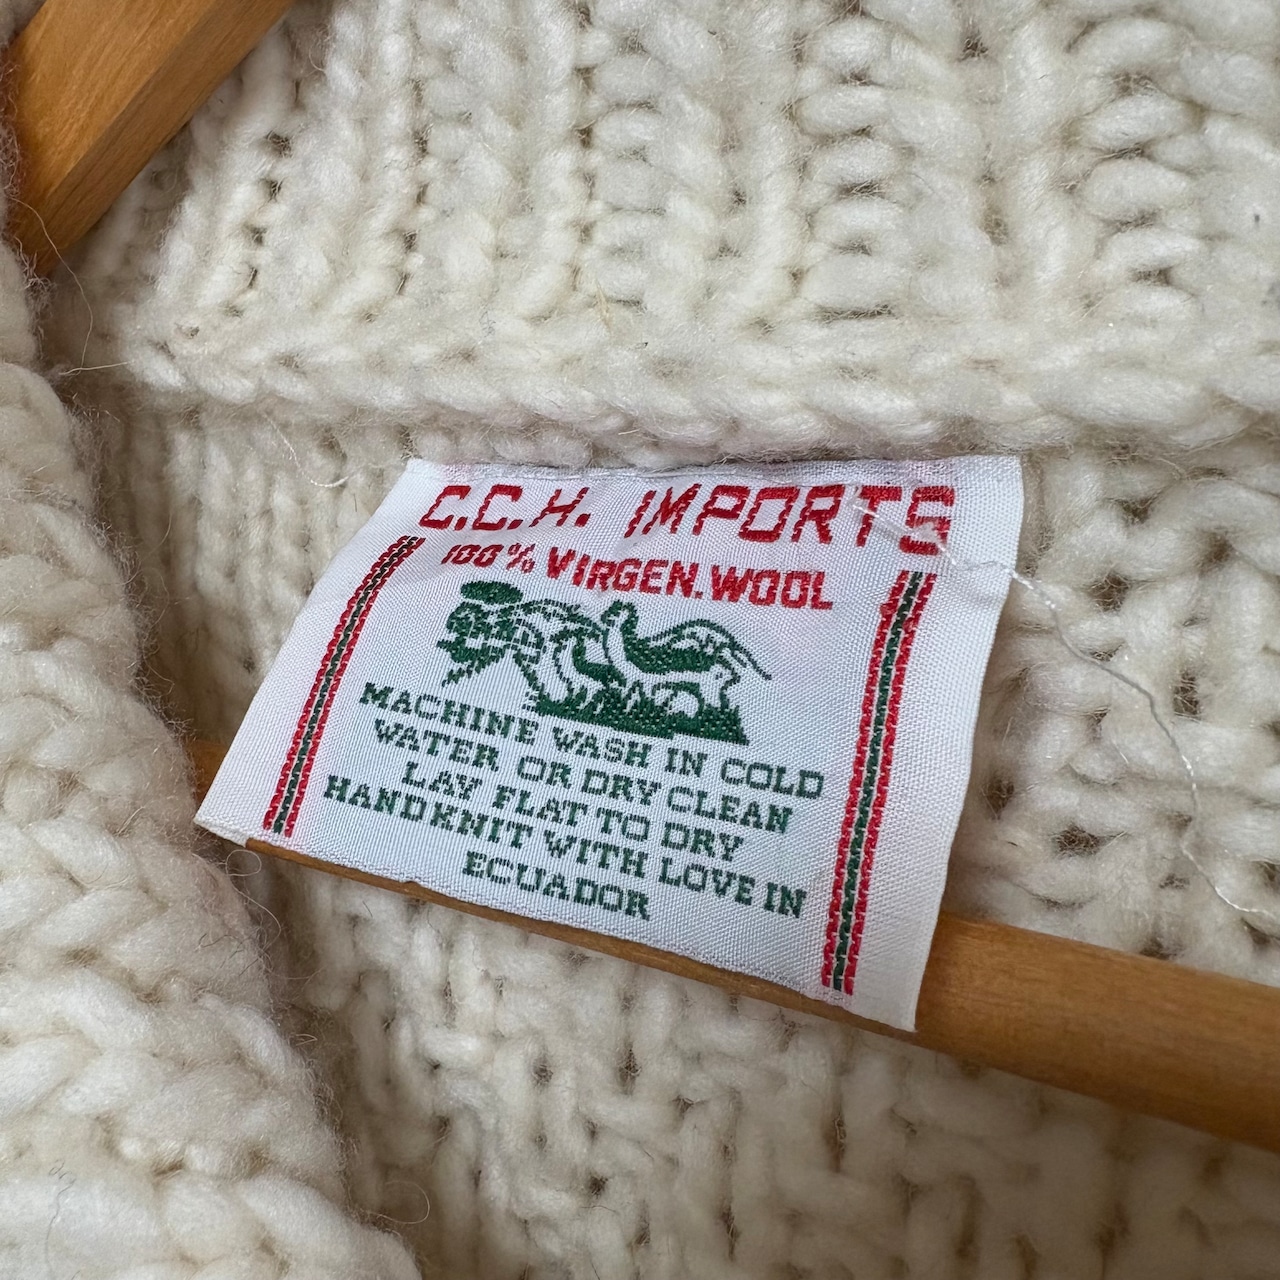 C.C.H. IMPORTS
100% VIRGEN.WOOL
MACHINE WASH IN COLD
WATER OR DRY CLEAN
LAY FLAT TO DRY
HANDKNIT WITH LOVE IN
ECUADOR